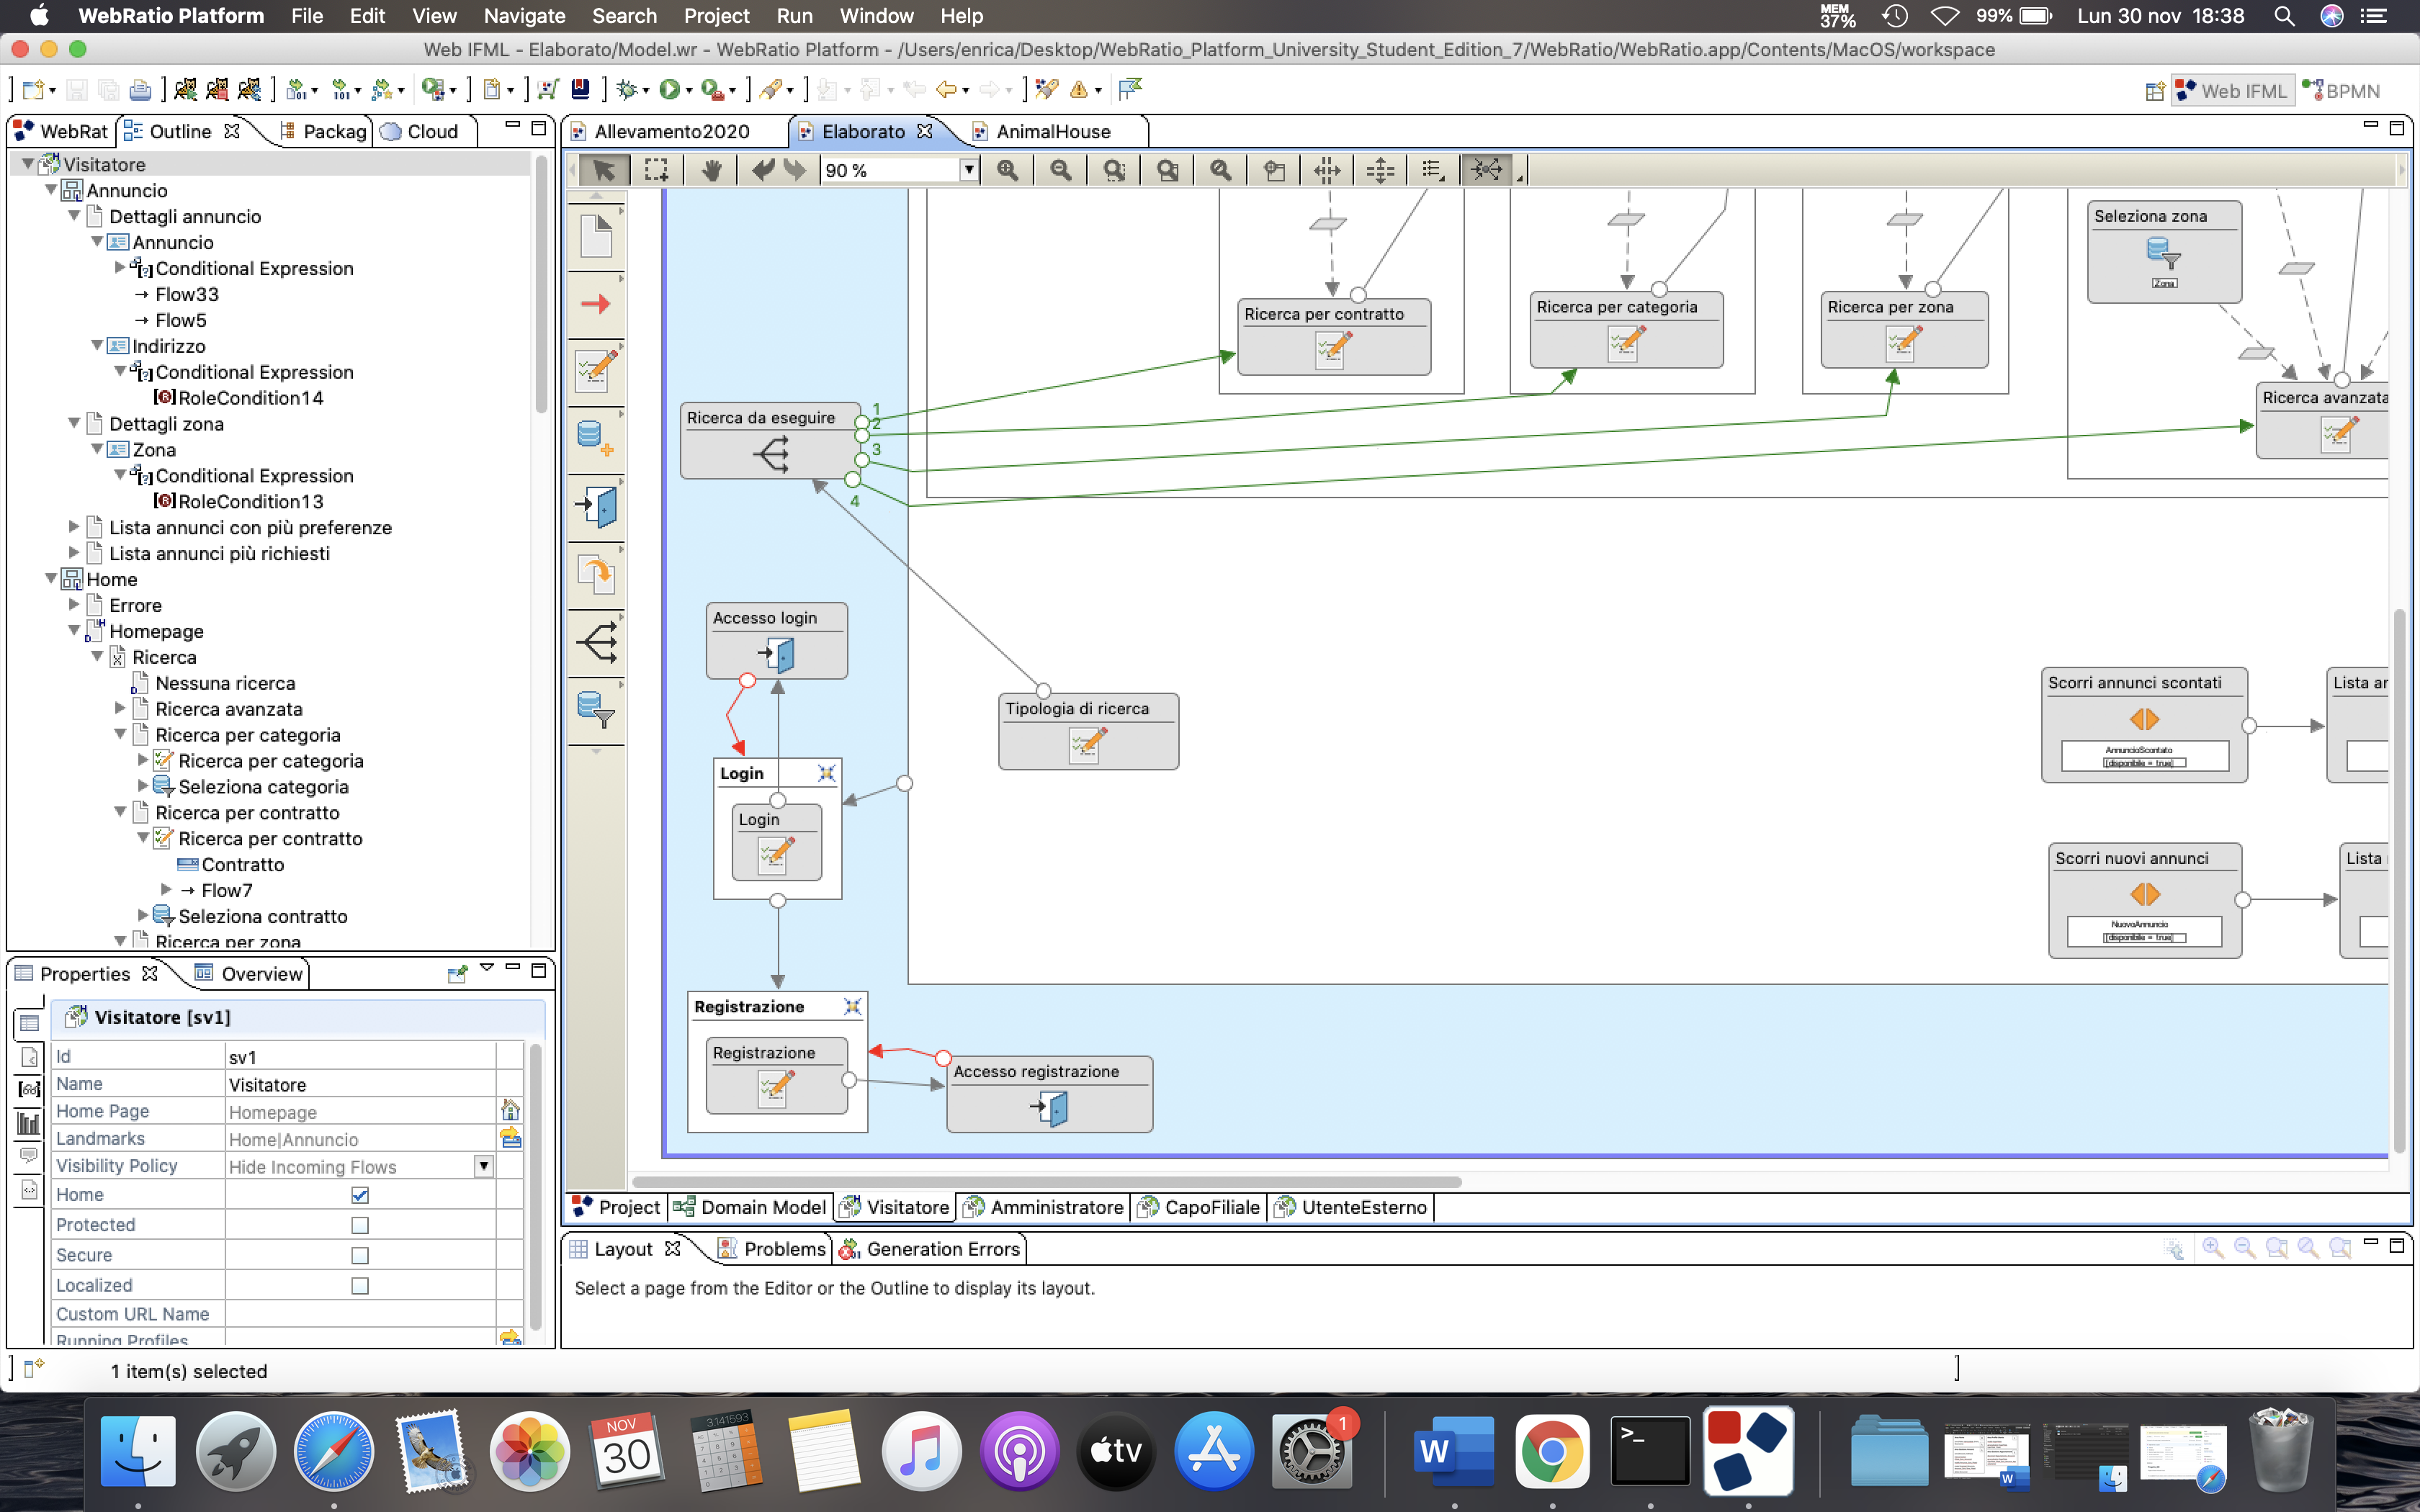 WebRatio Platform File Edit View Navigate Search Project Run Window Help MEM 37% 99% Lun 30 nov 18:38
Web IFML - Elaborato/Model.wr - WebRatio Platform - /Users/enrica/Desktop/WebRatio_Platform_University_Student_Edition_7/WebRatio/WebRatio.app/Contents/MacOS/workspace
Web IFML BPMN
WebRat Outline Packag Cloud
Visitatore
Annuncio
Dettagli annuncio
Annuncio
Conditional Expression
Flow33
Flow5
Indirizzo
Conditional Expression
RoleCondition14
Dettagli zona
Zona
Conditional Expression
RoleCondition13
Lista annunci con più preferenze
Lista annunci più richiesti
Home
Errore
Homepage
Ricerca
Nessuna ricerca
Ricerca avanzata
Ricerca per categoria
Ricerca per categoria
Seleziona categoria
Ricerca per contratto
Ricerca per contratto
Contratto
Flow7
Seleziona contratto
Ricerca per zona
Properties Overview
Visitatore [sv1]
Id sv1
Name Visitatore
Home Page Homepage
Landmarks Home|Annuncio
Visibility Policy Hide Incoming Flows
Home
Protected
Secure
Localized
Custom URL Name
Running Profiles
1 item(s) selected
Allevamento2020 Elaborato AnimalHouse
90 %
Seleziona zona
Zona
Ricerca per contratto
Ricerca per categoria
Ricerca per zona
Ricerca avanzata
Ricerca da eseguire
1
2
3
4
Accesso login
Tipologia di ricerca
Login
Login
Scorri annunci scontati
AnnuncioScontato
[disponibile = true]
Lista an
Scorri nuovi annunci
NuovoAnnuncio
[disponibile = true]
Lista
Registrazione
Registrazione
Accesso registrazione
Project Domain Model Visitatore Amministratore CapoFiliale UtenteEsterno
Layout Problems Generation Errors
Select a page from the Editor or the Outline to display its layout.
NOV
30
3,141593
tv
1
W
>_